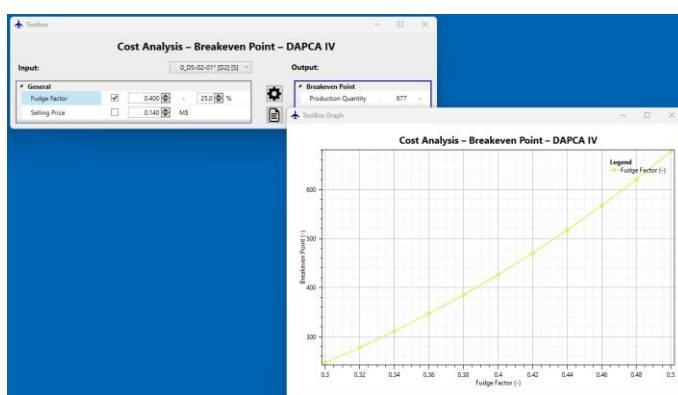 Toolbox
Cost Analysis – Breakeven Point – DAPCA IV
Input: 0_DS-02-01* [D2] [S] Output:
General
Fudge Factor 0.400 - 25.0 %
Selling Price 0.140 M$
Breakeven Point
Production Quantity 677 -
ToolBox Graph
Cost Analysis – Breakeven Point – DAPCA IV
Legend
Fudge Factor (-)
Breakeven Point (-)
600
500
400
300
0.3 0.32 0.34 0.36 0.38 0.4 0.42 0.44 0.46 0.48 0.5
Fudge Factor (-)